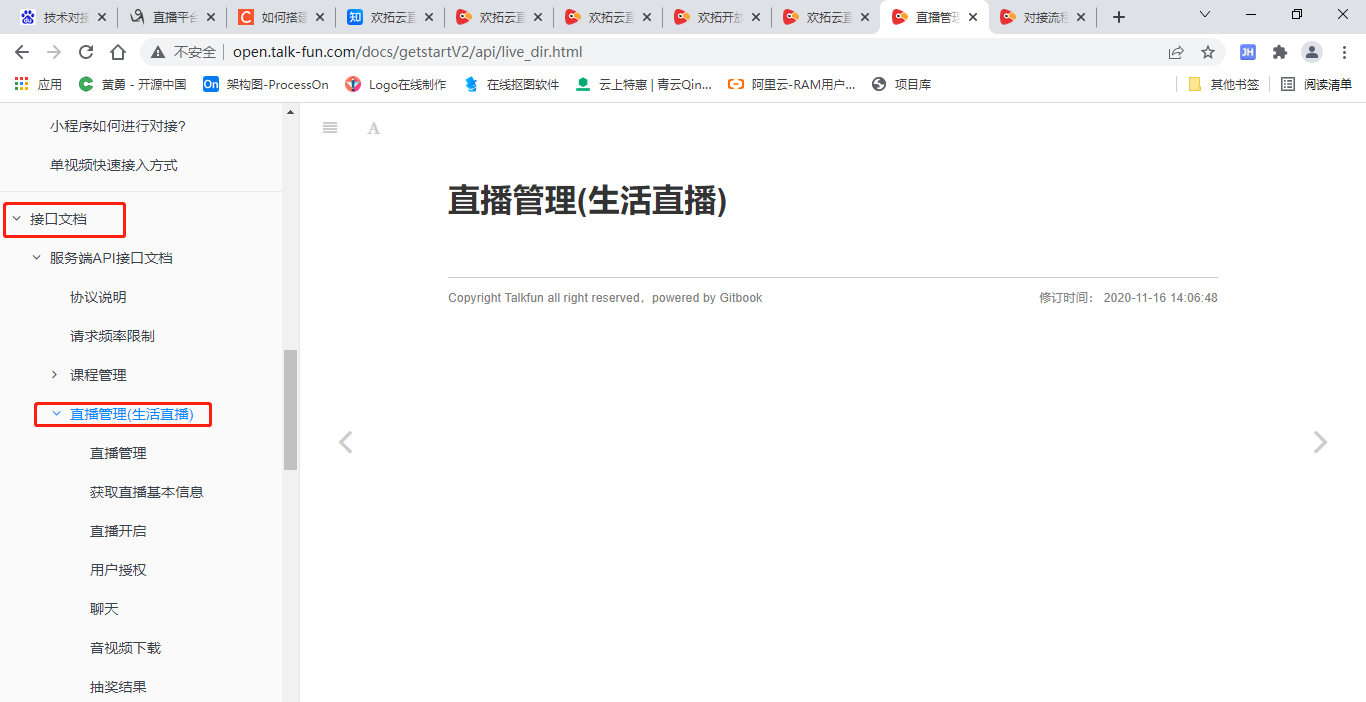 技术对接
直播平台
如何搭建
欢拓云直
欢拓云直
欢拓云直
欢拓开放
欢拓云直
直播管理
对接流程
不安全
open.talk-fun.com/docs/getstartV2/api/live_dir.html
应用
黄勇 - 开源中国
架构图-ProcessOn
Logo在线制作
在线抠图软件
云上特惠 | 青云Qin...
阿里云-RAM用户...
项目库
其他书签
阅读清单
小程序如何进行对接?
单视频快速接入方式
接口文档
服务端API接口文档
协议说明
请求频率限制
课程管理
直播管理(生活直播)
直播管理
获取直播基本信息
直播开启
用户授权
聊天
音视频下载
抽奖结果
A
直播管理(生活直播)
Copyright Talkfun all right reserved，powered by Gitbook
修订时间： 2020-11-16 14:06:48